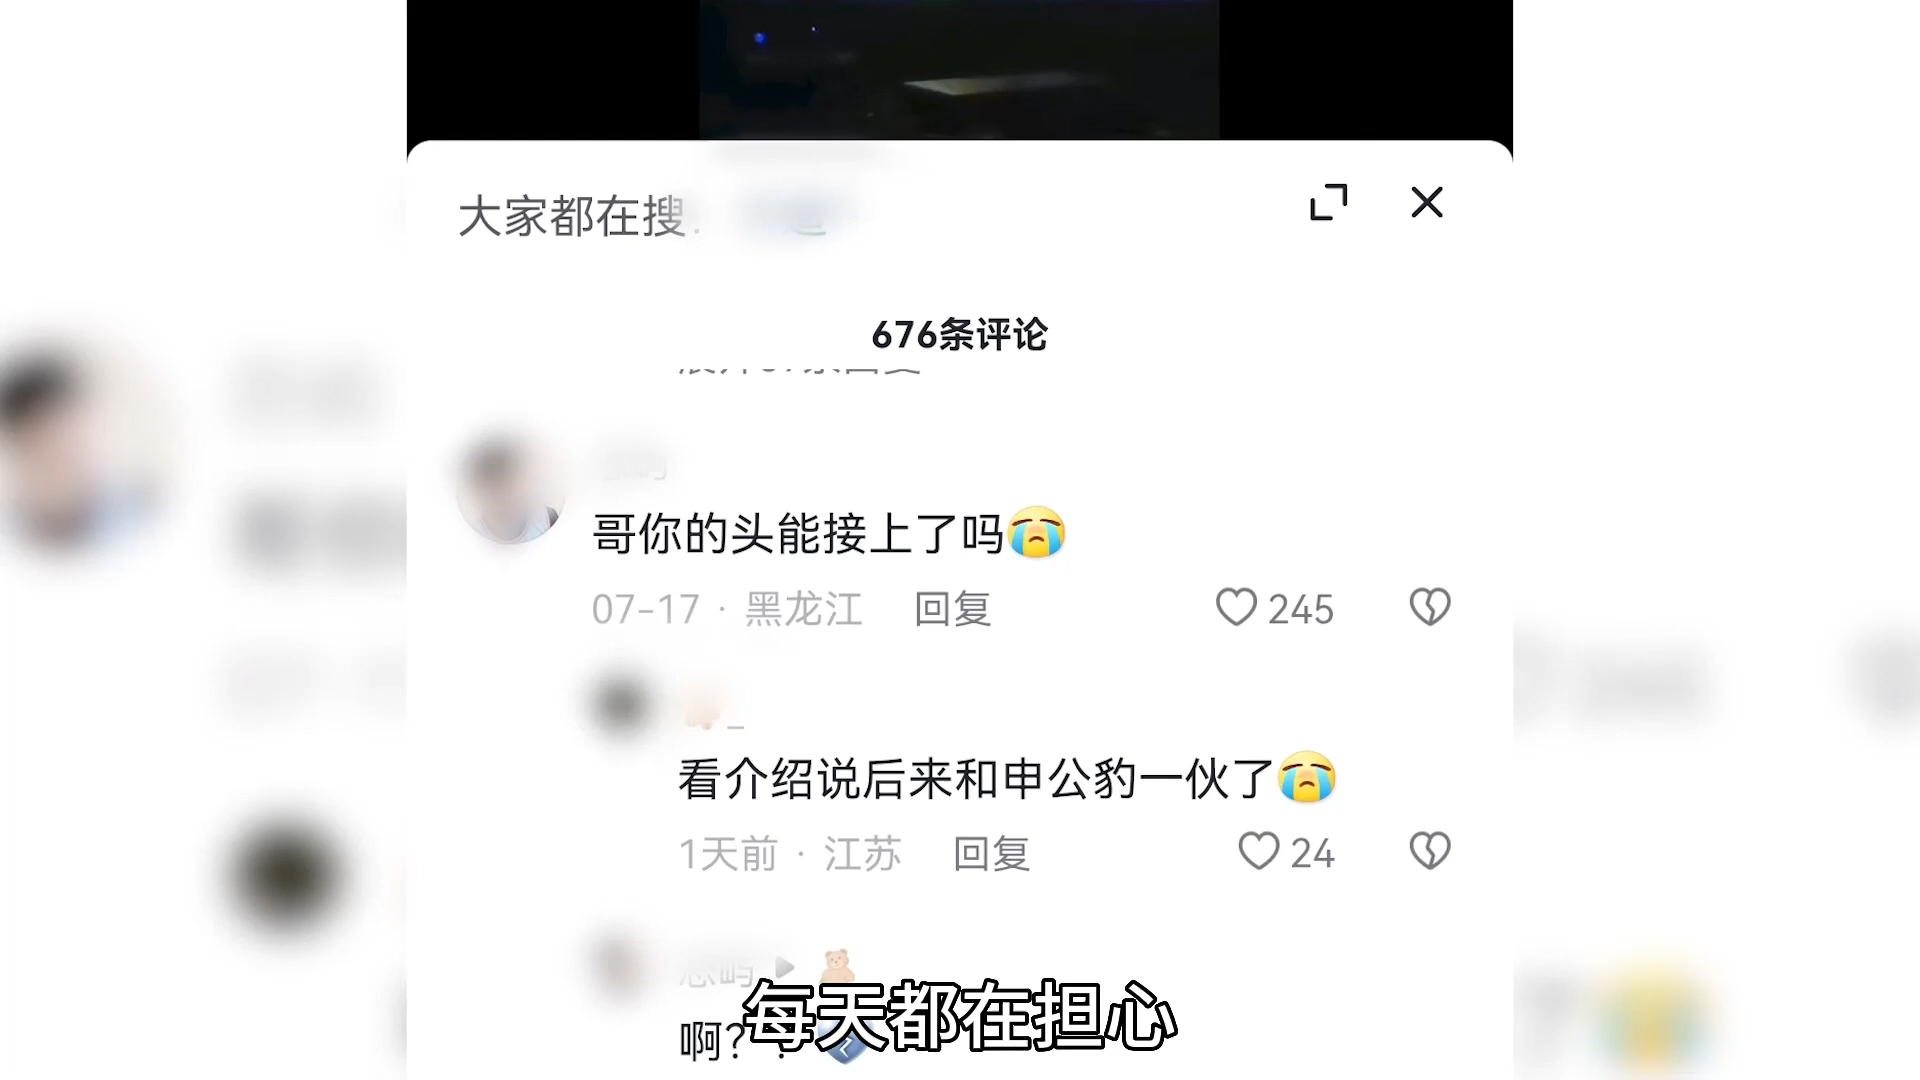 大家都在搜
676条评论
哥你的头能接上了吗😭
07-17 · 黑龙江 回复 245
看介绍说后来和申公豹一伙了😭
1天前 · 江苏 回复 24
啊?
每天都在担心